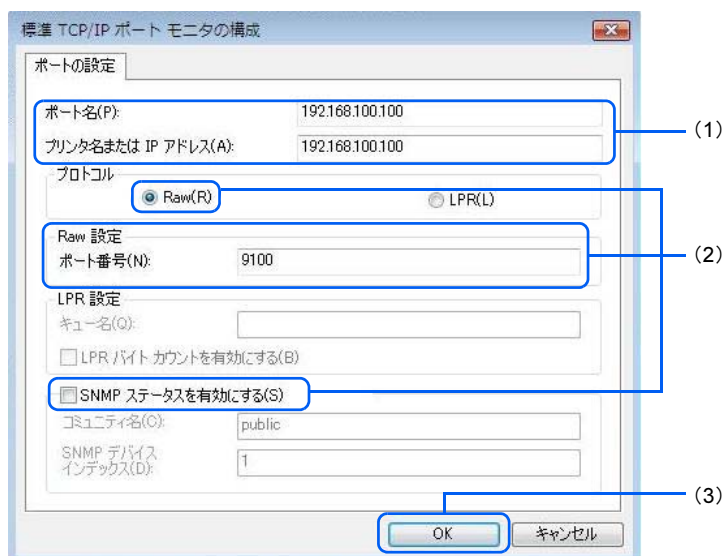 標準 TCP/IP ポート モニタの構成
ポートの設定
ポート名(P): 192.168.100.100
プリンタ名または IP アドレス(A): 192.168.100.100
(1)
プロトコル
Raw(R) LPR(L)
Raw 設定
ポート番号(N): 9100
(2)
LPR 設定
キュー名(Q):
LPR バイト カウントを有効にする(B)
SNMP ステータスを有効にする(S)
コミュニティ名(C): public
SNMP デバイス
インデックス(D): 1
(3)
OK キャンセル